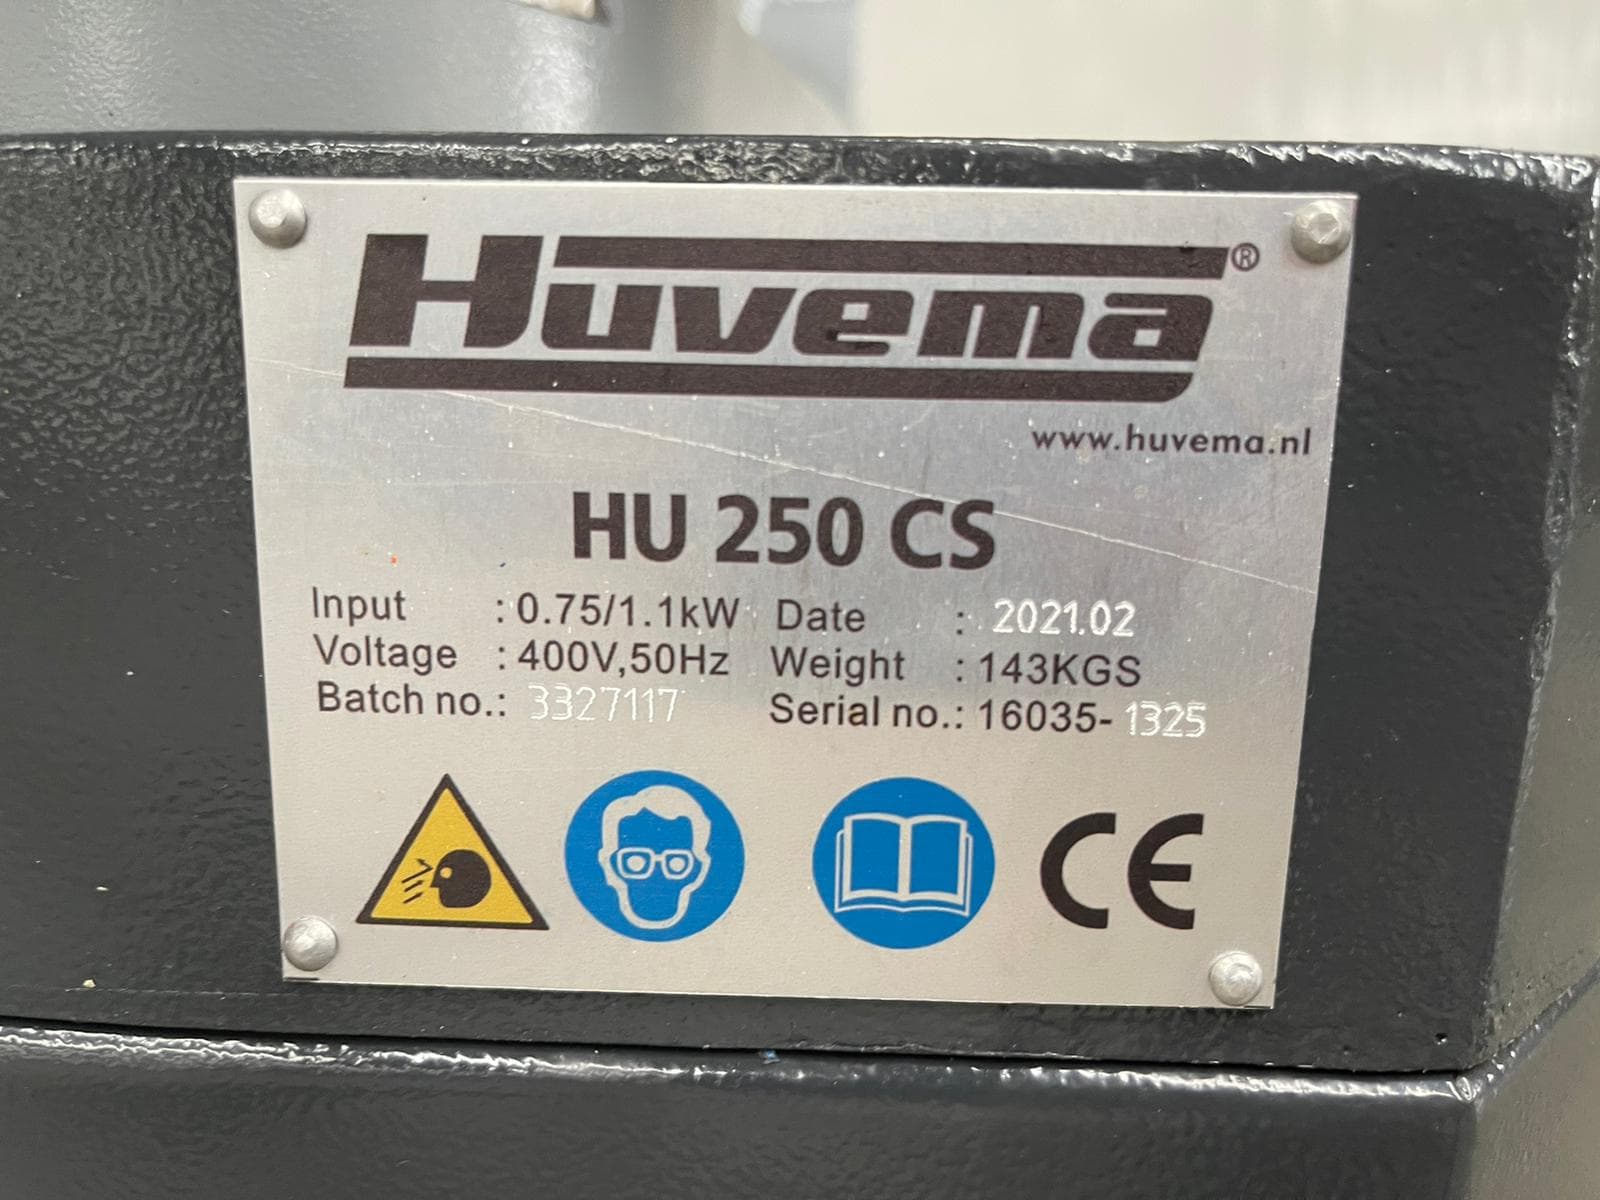 Huvema®
www.huvema.nl
HU 250 CS
Input : 0.75/1.1kW Date : 2021.02
Voltage : 400V,50Hz Weight : 143KGS
Batch no.: 3327117 Serial no.: 16035-1325
CE